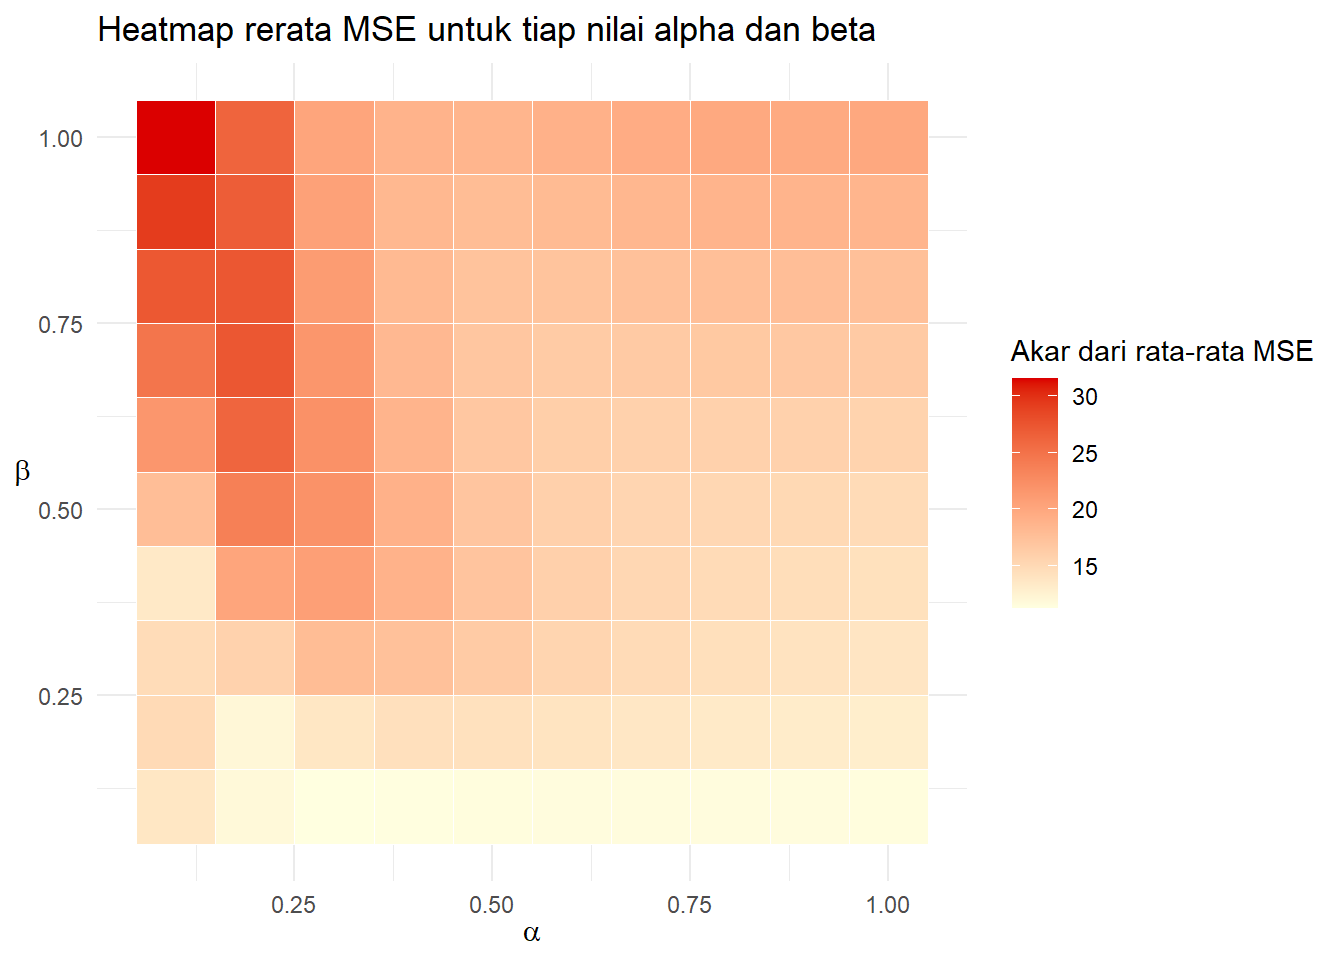 Heatmap rerata MSE untuk tiap nilai alpha dan beta
1.00
0.75
0.50
0.25
β
0.25 0.50 0.75 1.00
α
Akar dari rata-rata MSE
30
25
20
15